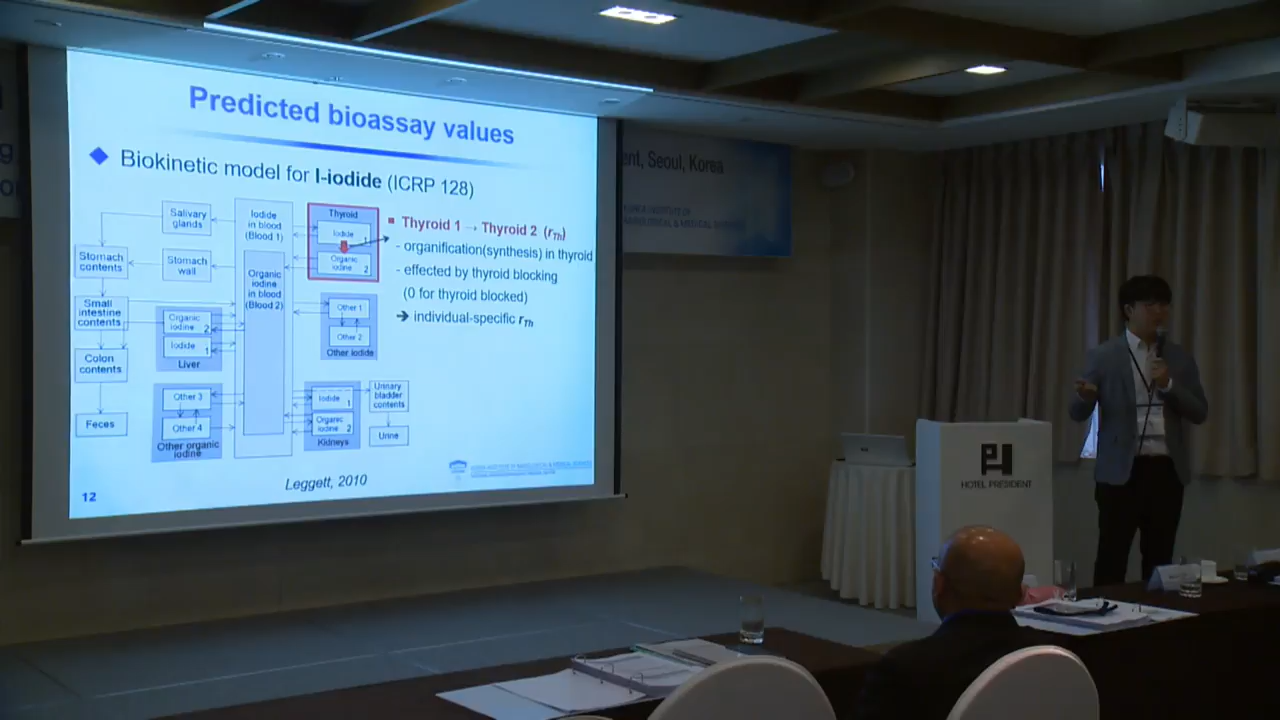 Predicted bioassay values
Biokinetic model for I-iodide (ICRP 128)
Salivary
glands
Stomach
contents
Stomach
wall
Small
intestine
contents
Colon
contents
Feces
Iodide
in blood
(Blood 1)
Organic
iodine
in blood
(Blood 2)
Thyroid
Iodide
1
Organic
iodine 2
Organic
iodine 2
Iodide
1
Liver
Other 1
Other 2
Other iodide
Other 3
Other 4
Other organic
iodine
Iodide
1
Organic
iodine 2
Kidneys
Urinary
bladder
contents
Urine
Thyroid 1 → Thyroid 2 (rTh)
- organification(synthesis) in thyroid
- effected by thyroid blocking
(0 for thyroid blocked)
➔ individual-specific rTh
Leggett, 2010
12
ent, Seoul, Korea
HOTEL PRESIDENT